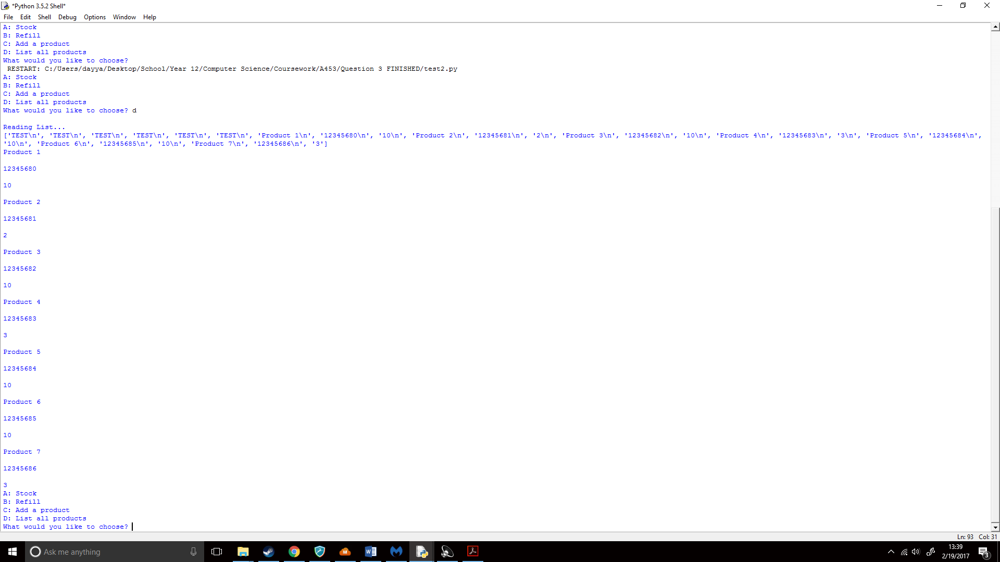 *Python 3.5.2 Shell*
File Edit Shell Debug Options Window Help
A: Stock
B: Refill
C: Add a product
D: List all products
What would you like to choose?
RESTART: C:/Users/dayya/Desktop/School/Year 12/Computer Science/Coursework/A453/Question 3 FINISHED/test2.py
A: Stock
B: Refill
C: Add a product
D: List all products
What would you like to choose? d
Reading List...
['TEST\n', 'TEST\n', 'TEST\n', 'TEST\n', 'TEST\n', 'TEST\n', 'Product 1\n', '12345680\n', '10\n', 'Product 2\n', '12345681\n', '2\n', 'Product 3\n', '12345682\n', '10\n', 'Product 4\n', '12345683\n', '3\n', 'Product 5\n', '12345684\n',
'10\n', 'Product 6\n', '12345685\n', '10\n', 'Product 7\n', '12345686\n', '3']
Product 1
12345680
10
Product 2
12345681
2
Product 3
12345682
10
Product 4
12345683
3
Product 5
12345684
10
Product 6
12345685
10
Product 7
12345686
3
A: Stock
B: Refill
C: Add a product
D: List all products
What would you like to choose?
Ln: 93 Col: 31
Ask me anything
13:39
2/19/2017
3